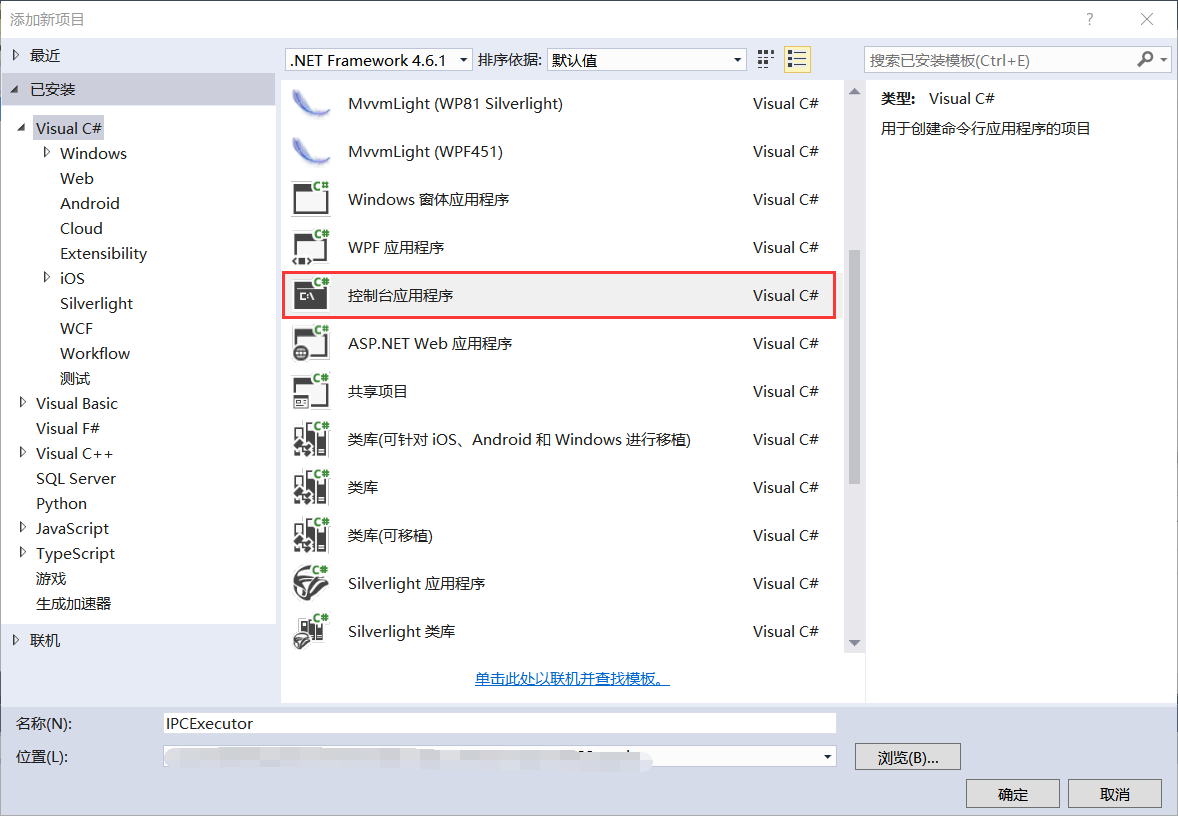 添加新项目
?
最近
.NET Framework 4.6.1
排序依据:
默认值
搜索已安装模板(Ctrl+E)
已安装
Visual C#
Windows
Web
Android
Cloud
Extensibility
iOS
Silverlight
WCF
Workflow
测试
Visual Basic
Visual F#
Visual C++
SQL Server
Python
JavaScript
TypeScript
游戏
生成加速器
联机
MvvmLight (WP81 Silverlight) Visual C#
MvvmLight (WPF451) Visual C#
Windows 窗体应用程序 Visual C#
WPF 应用程序 Visual C#
控制台应用程序 Visual C#
ASP.NET Web 应用程序 Visual C#
共享项目 Visual C#
类库(可针对 iOS、Android 和 Windows 进行移植) Visual C#
类库 Visual C#
类库(可移植) Visual C#
Silverlight 应用程序 Visual C#
Silverlight 类库 Visual C#
单击此处以联机并查找模板。
类型: Visual C#
用于创建命令行应用程序的项目
名称(N): IPCExecutor
位置(L):
浏览(B)...
确定
取消